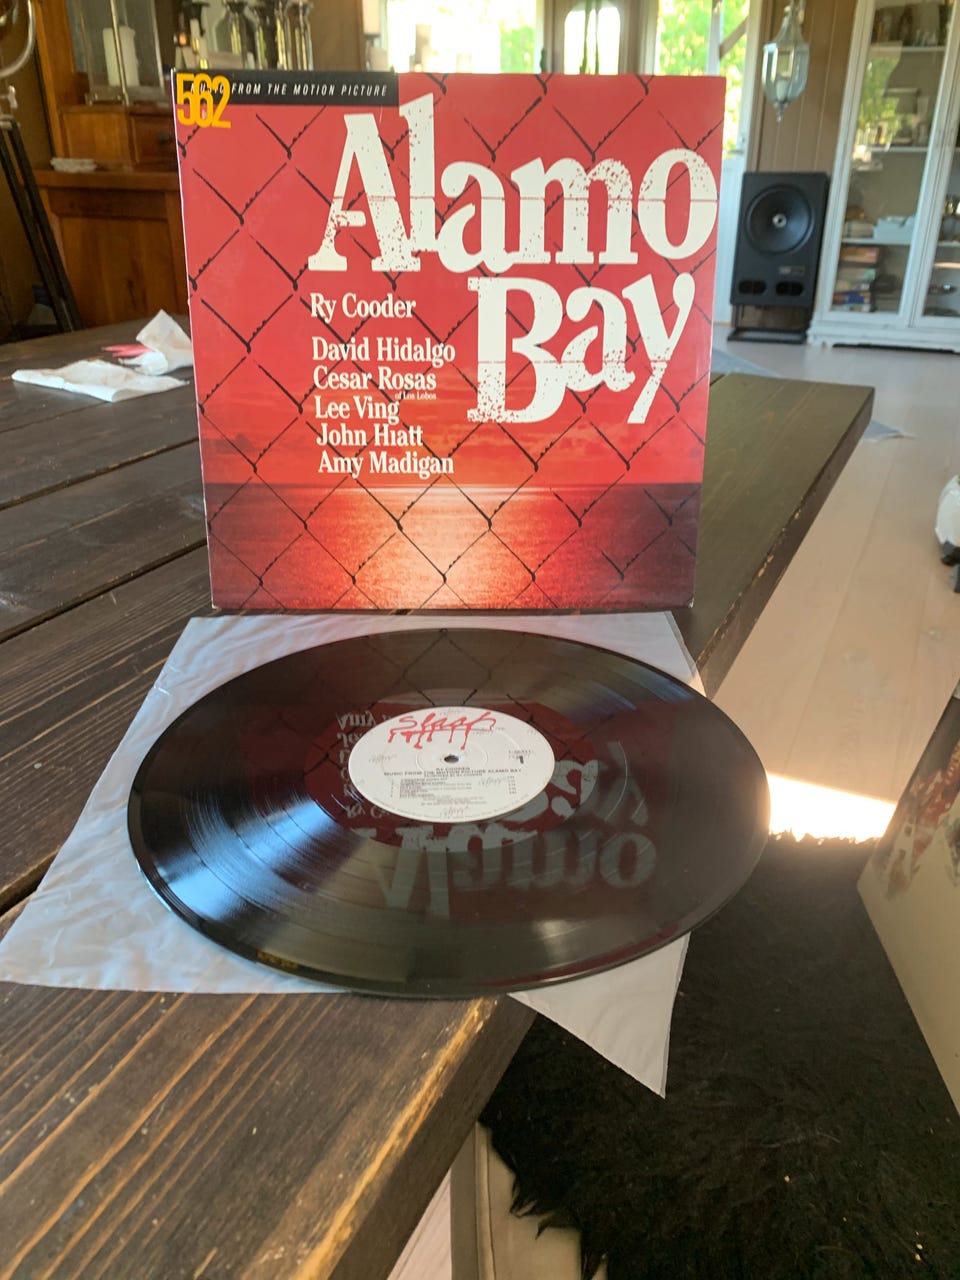 562
MUSIC FROM THE MOTION PICTURE
Alamo
Bay
Ry Cooder
David Hidalgo
Cesar Rosas
of Los Lobos
Lee Ving
John Hiatt
Amy Madigan
slash
RY COODER
MUSIC FROM THE MOTION PICTURE ALAMO BAY
1